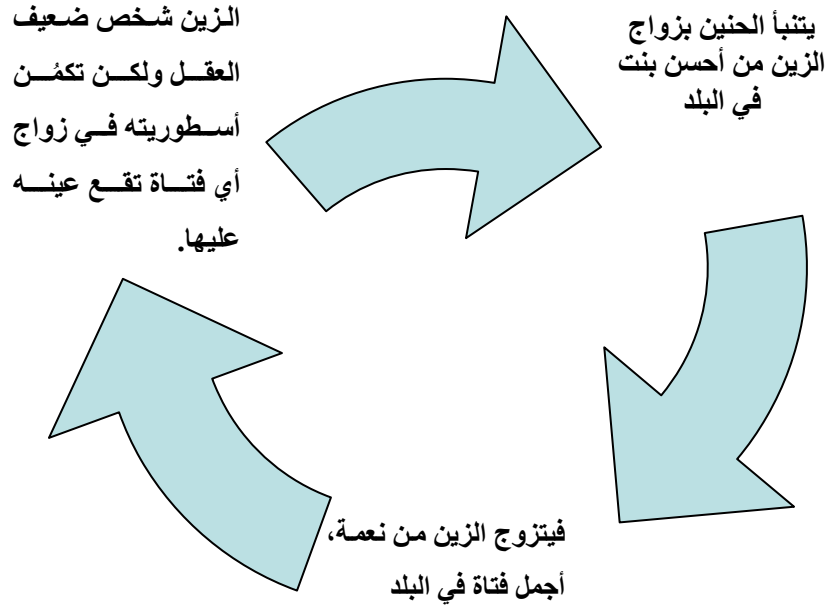 الزين شخص ضعيف
العقل ولكن تكمُن
أسطوريته في زواج
أي فتاة تقع عينه
عليها.
يتنبأ الحنين بزواج
الزين من أحسن بنت
في البلد
فيتزوج الزين من نعمة،
أجمل فتاة في البلد